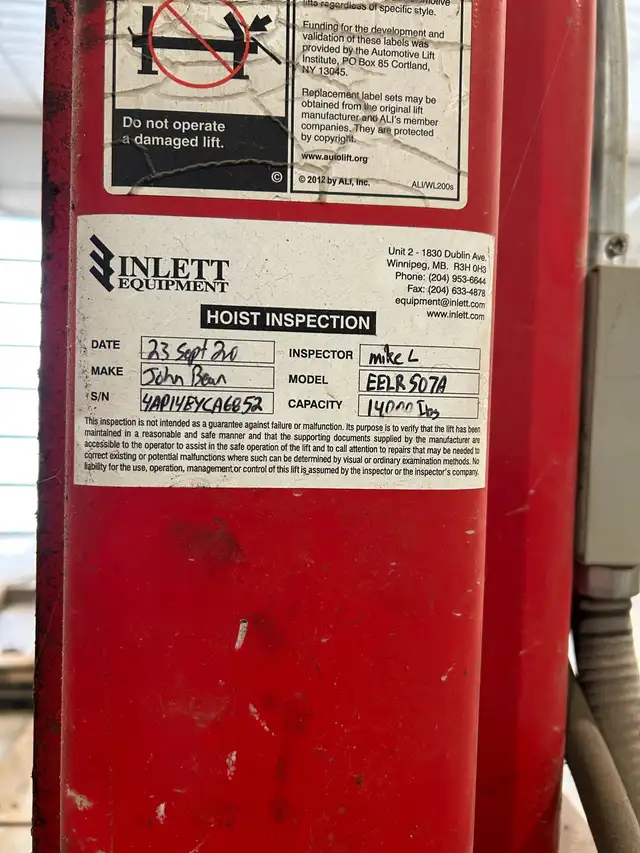 lifts regardless of specific style.
Funding for the development and
validation of these labels was
provided by the Automotive Lift
Institute, PO Box 85 Cortland,
NY 13045.
Replacement label sets may be
obtained from the original lift
manufacturer and ALI's member
companies. They are protected
by copyright.
www.autolift.org
© 2012 by ALI, Inc.
ALI/WL200s
Do not operate
a damaged lift.
©
INLETT
EQUIPMENT
Unit 2 - 1830 Dublin Ave.
Winnipeg, MB. R3H 0H3
Phone: (204) 953-6644
Fax: (204) 633-4878
equipment@inlett.com
www.inlett.com
HOIST INSPECTION
DATE 23 Sept 20 INSPECTOR mike L
MAKE John Bean MODEL EELR507A
S/N CAPACITY
This inspection is not intended as a guarantee against failure or malfunction. Its purpose is to verify that the lift has been
maintained in a reasonable and safe manner and that the supporting documents supplied by the manufacturer are
accessible to the operator to assist in the safe operation of the lift and to call attention to repairs that may be needed to
correct existing or potential malfunctions where such can be determined by visual or ordinary examination methods. No
liability for the use, operation, management or control of this lift is assumed by the inspector or the inspector's company.